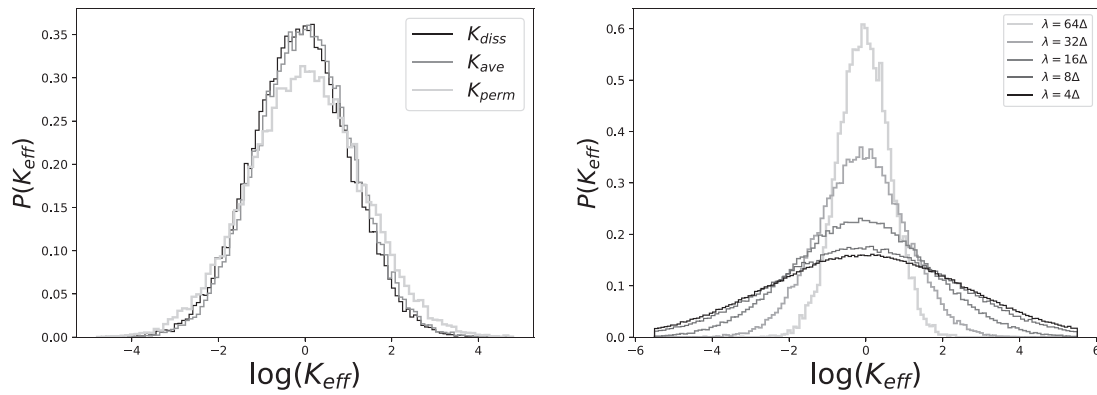 P(K_eff)
0.35
0.30
0.25
0.20
0.15
0.10
0.05
0.00
−4
−2
0
2
4
log(K_eff)
K_diss
K_ave
K_perm
P(K_eff)
0.6
0.5
0.4
0.3
0.2
0.1
0.0
−6
−4
−2
0
2
4
6
log(K_eff)
λ = 64Δ
λ = 32Δ
λ = 16Δ
λ = 8Δ
λ = 4Δ